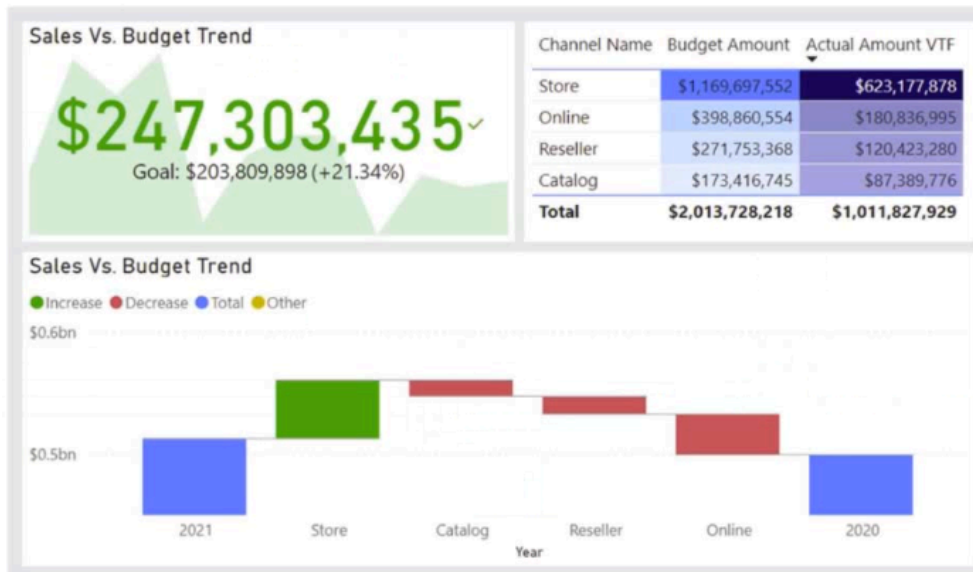 Sales Vs. Budget Trend
$247,303,435
Goal: $203,809,898 (+21.34%)
Channel Name Budget Amount Actual Amount VTF
Store $1,169,697,552 $623,177,878
Online $398,860,554 $180,836,995
Reseller $271,753,368 $120,423,280
Catalog $173,416,745 $87,389,776
Total $2,013,728,218 $1,011,827,929
Sales Vs. Budget Trend
Increase Decrease Total Other
$0.6bn
$0.5bn
2021 Store Catalog Reseller Online 2020
Year